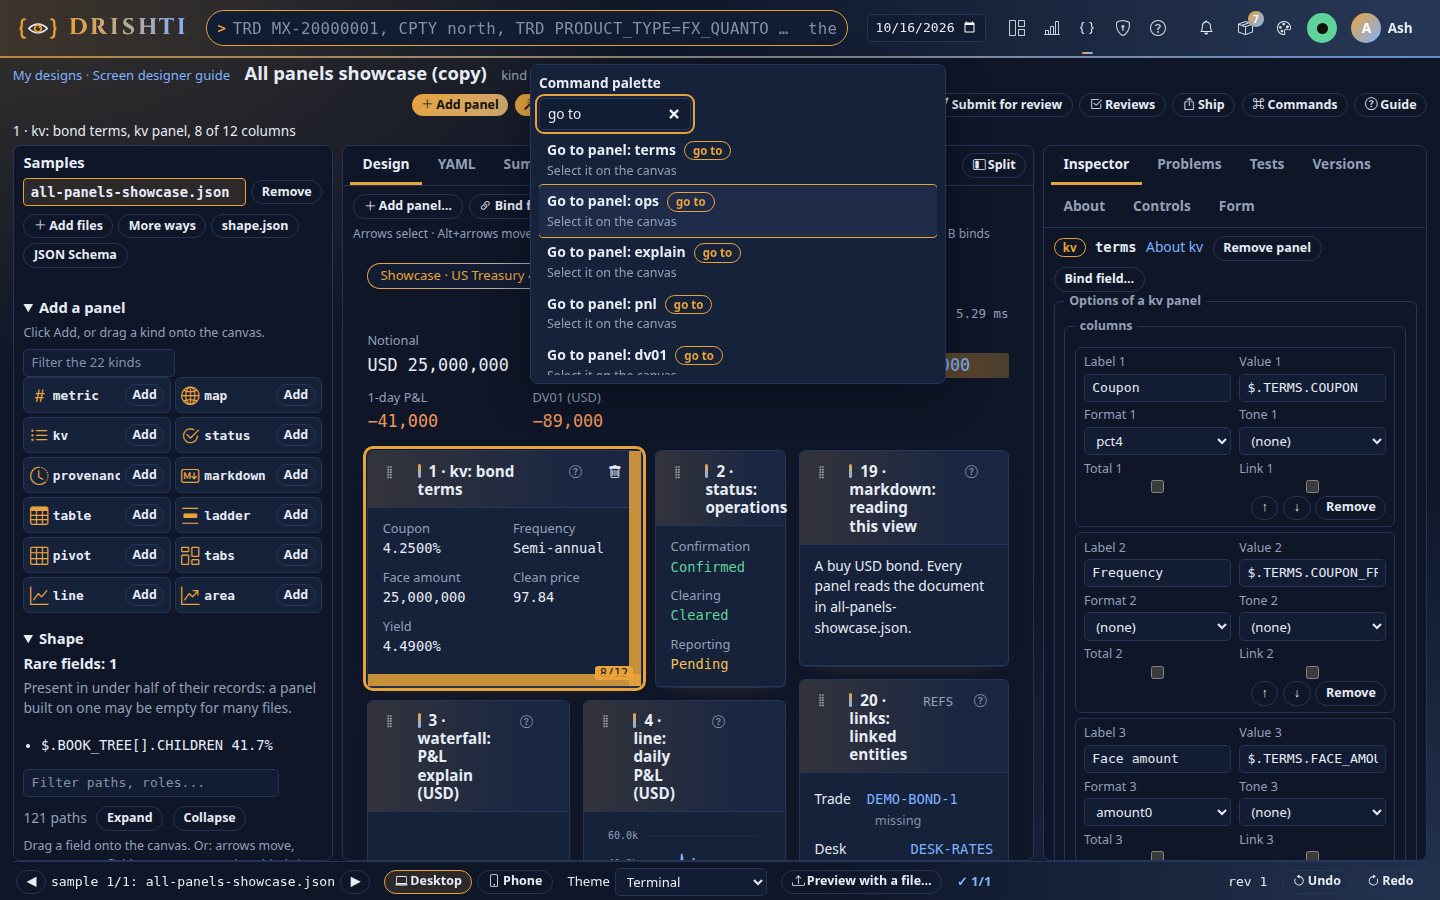 DRISHTI
> TRD MX-20000001, CPTY north, TRD PRODUCT_TYPE=FX_QUANTO … the
10/16/2026
7
A Ash
My designs · Screen designer guide All panels showcase (copy) kind
+ Add panel
Submit for review Reviews Ship ⌘ Commands Guide
1 · kv: bond terms, kv panel, 8 of 12 columns
Command palette
go to
Go to panel: terms go to
Select it on the canvas
Go to panel: ops go to
Select it on the canvas
Go to panel: explain go to
Select it on the canvas
Go to panel: pnl go to
Select it on the canvas
Go to panel: dv01 go to
Select it on the canvas
Samples
all-panels-showcase.json Remove
+ Add files More ways shape.json
JSON Schema
▼ Add a panel
Click Add, or drag a kind onto the canvas.
Filter the 22 kinds
metric Add map Add
kv Add status Add
provenanc Add markdown Add
table Add ladder Add
pivot Add tabs Add
line Add area Add
▼ Shape
Rare fields: 1
Present in under half of their records: a panel
built on one may be empty for many files.
• $.BOOK_TREE[].CHILDREN 41.7%
Filter paths, roles...
121 paths Expand Collapse
Drag a field onto the canvas. Or: arrows move,
Design YAML Sum Split
+ Add panel... Bind f
Arrows select · Alt+arrows move B binds
Showcase · US Treasury
5.29 ms
Notional
USD 25,000,000 000
1-day P&L DV01 (USD)
−41,000 −89,000
1 · kv: bond
terms
Coupon Frequency
4.2500% Semi-annual
Face amount Clean price
25,000,000 97.84
Yield
4.4900%
8/12
2 ·
status:
operations
Confirmation
Confirmed
Clearing
Cleared
Reporting
Pending
19 ·
markdown:
reading
this view
A buy USD bond. Every
panel reads the document
in all-panels-
showcase.json.
3 ·
waterfall:
P&L
explain
(USD)
4 ·
line:
daily
P&L
(USD)
60.0k
20 · REFS
links:
linked
entities
Trade DEMO-BOND-1
missing
Desk DESK-RATES
Inspector Problems Tests Versions
About Controls Form
kv terms About kv Remove panel
Bind field...
Options of a kv panel
columns
Label 1 Value 1
Coupon $.TERMS.COUPON
Format 1 Tone 1
pct4 (none)
Total 1 Link 1
↑ ↓ Remove
Label 2 Value 2
Frequency $.TERMS.COUPON_FF
Format 2 Tone 2
(none) (none)
Total 2 Link 2
↑ ↓ Remove
Label 3 Value 3
Face amount $.TERMS.FACE_AMOU
Format 3 Tone 3
amount0 (none)
Total 3 Link 3
◀ sample 1/1: all-panels-showcase.json ▶ Desktop Phone Theme Terminal Preview with a file... ✓ 1/1 rev 1 Undo Redo